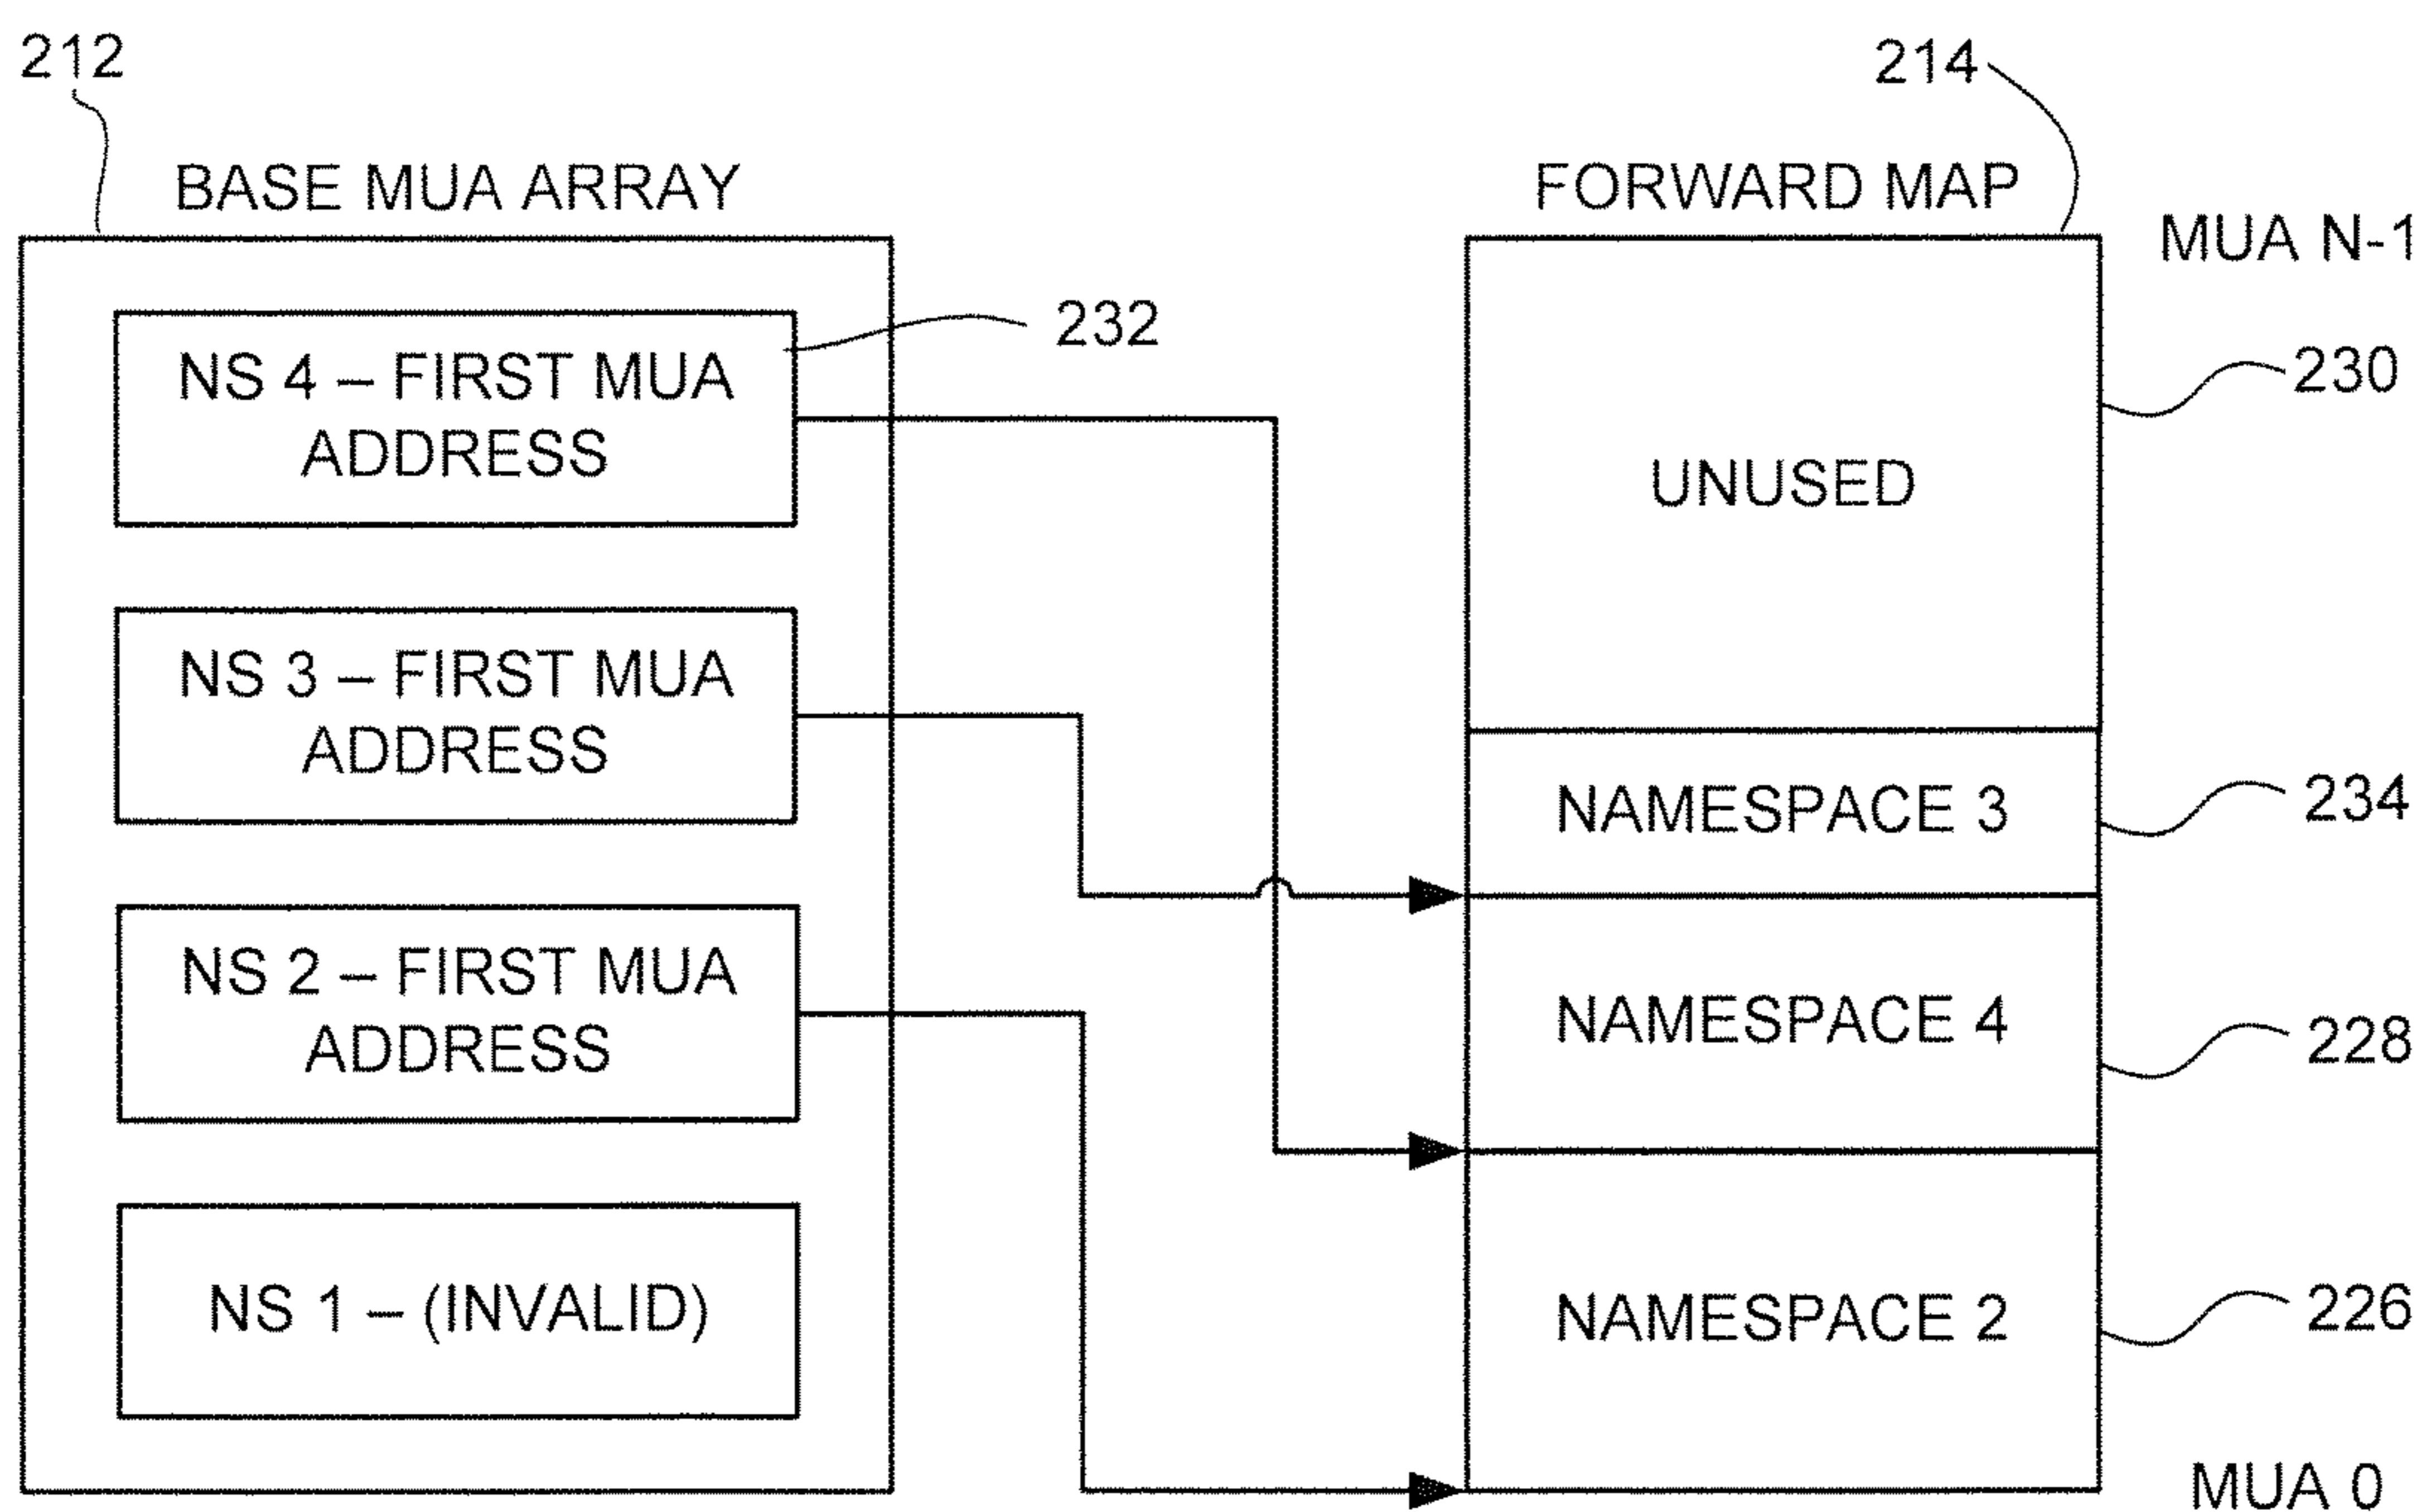 212
214
BASE MUA ARRAY
FORWARD MAP
MUA N-1
232
NS 4 – FIRST MUA
ADDRESS
230
UNUSED
NS 3 – FIRST MUA
ADDRESS
NAMESPACE 3
234
NS 2 – FIRST MUA
ADDRESS
NAMESPACE 4
228
NS 1 – (INVALID)
NAMESPACE 2
226
MUA 0